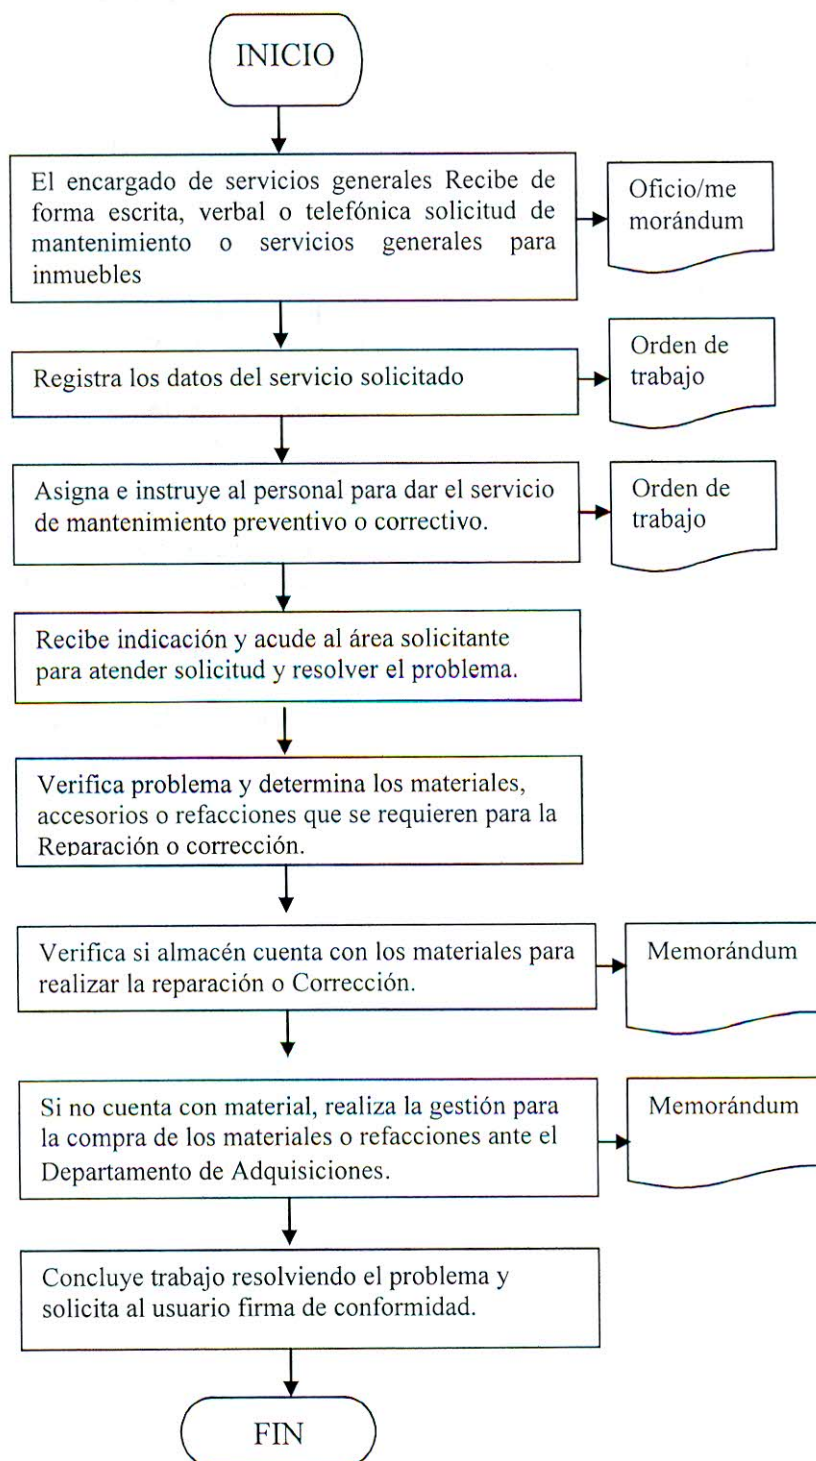 INICIO
El encargado de servicios generales Recibe de
forma escrita, verbal o telefónica solicitud de
mantenimiento o servicios generales para
inmuebles
Oficio/me
morándum
Registra los datos del servicio solicitado
Orden de
trabajo
Asigna e instruye al personal para dar el servicio
de mantenimiento preventivo o correctivo.
Orden de
trabajo
Recibe indicación y acude al área solicitante
para atender solicitud y resolver el problema.
Verifica problema y determina los materiales,
accesorios o refacciones que se requieren para la
Reparación o corrección.
Verifica si almacén cuenta con los materiales para
realizar la reparación o Corrección.
Memorándum
Si no cuenta con material, realiza la gestión para
la compra de los materiales o refacciones ante el
Departamento de Adquisiciones.
Memorándum
Concluye trabajo resolviendo el problema y
solicita al usuario firma de conformidad.
FIN